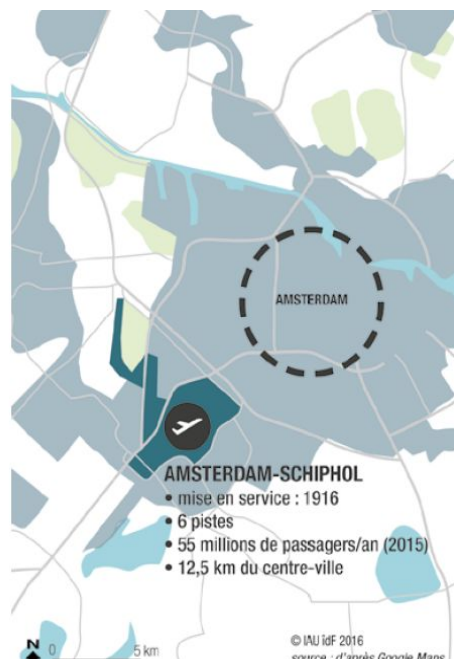 AMSTERDAM
AMSTERDAM-SCHIPHOL
• mise en service : 1916
• 6 pistes
• 55 millions de passagers/an (2015)
• 12,5 km du centre-ville
N 0 5 km
© IAU îdF 2016
source : d'après Google Maps